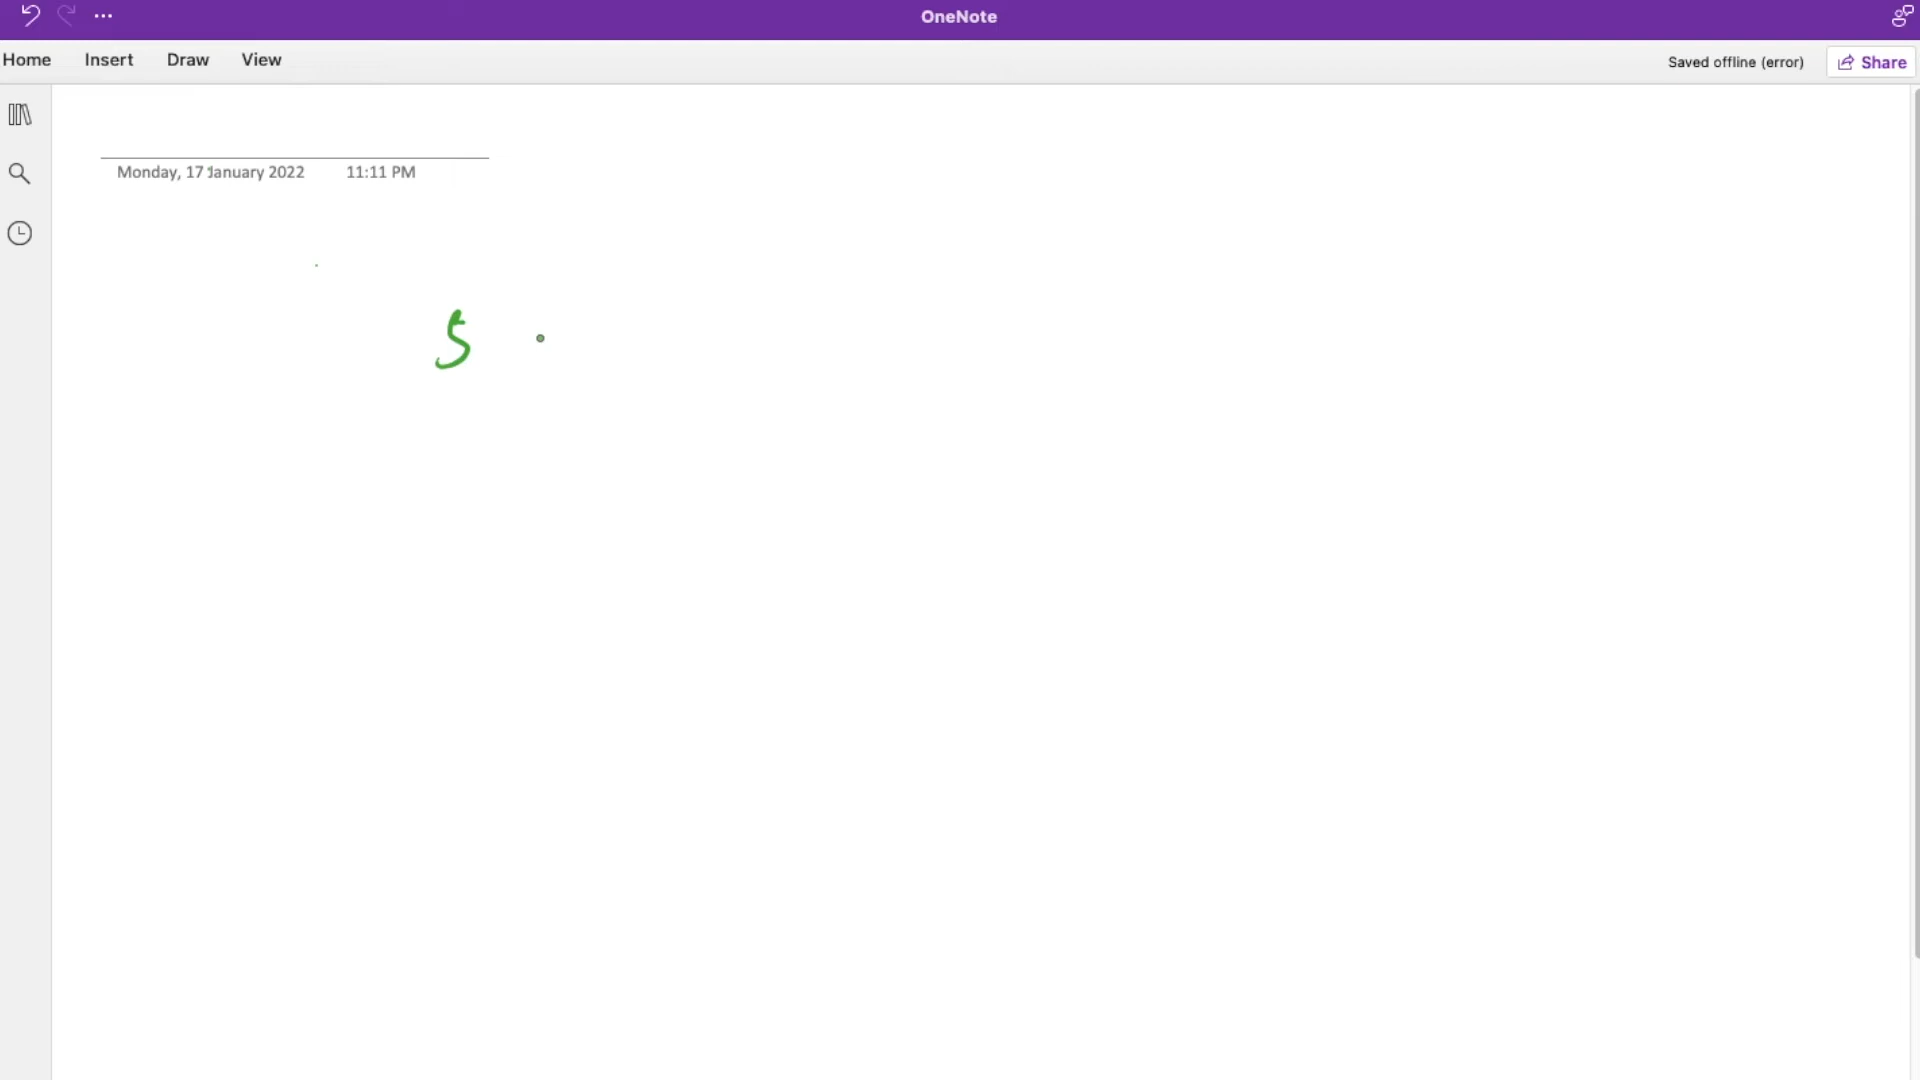 OneNote
Home Insert Draw View Saved offline (error) Share
Monday, 17 January 2022 11:11 PM
5